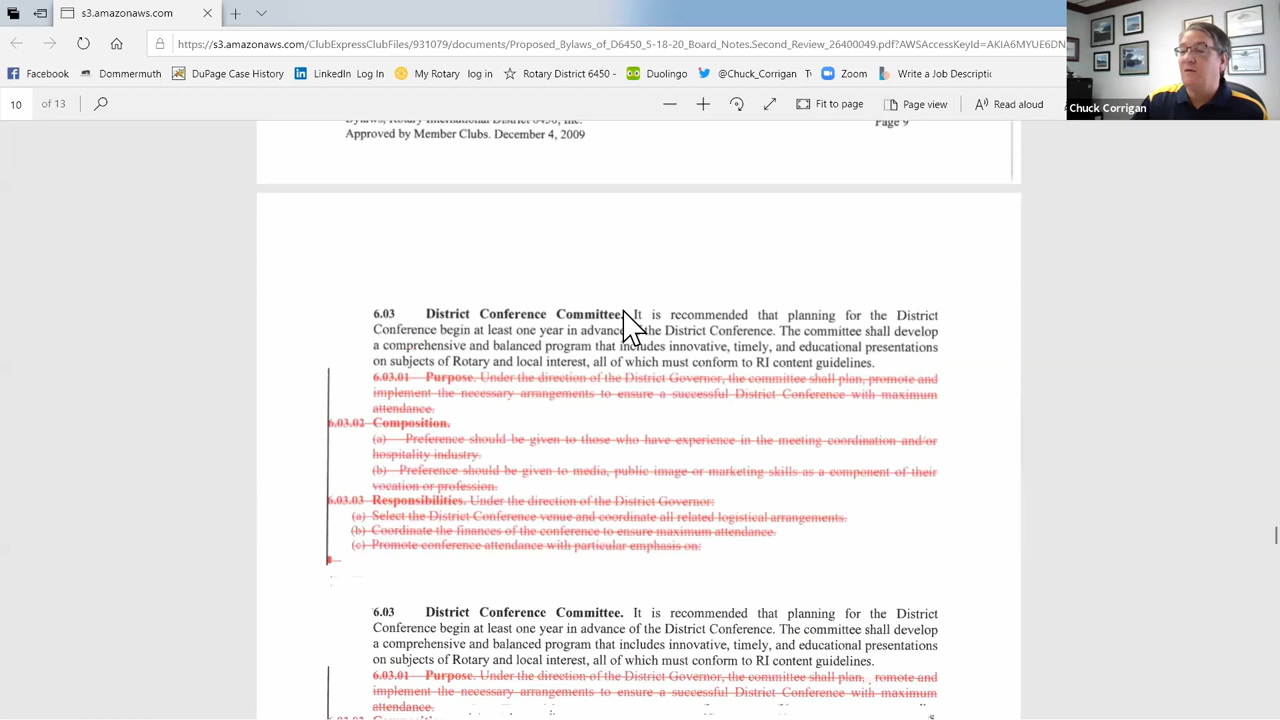 s3.amazonaws.com
https://s3.amazonaws.com/ClubExpressClubFiles/931079/documents/Proposed_Bylaws_of_D6450_5-18-20_Board_Notes.Second_Review_26400049.pdf?AWSAccessKeyId=AKIA6MYUE6DN
Facebook Dommermuth DuPage Case History LinkedIn Log In My Rotary log in Rotary District 6450 - Duolingo @Chuck_Corrigan Zoom Write a Job Descriptic
10 of 13 Fit to page Page view Read aloud
Chuck Corrigan
Bylaws, Rotary International District 6450, Inc.
Page 9
Approved by Member Clubs. December 4, 2009
6.03 District Conference Committee. It is recommended that planning for the District
Conference begin at least one year in advance the District Conference. The committee shall develop
a comprehensive and balanced program that includes innovative, timely, and educational presentations
on subjects of Rotary and local interest, all of which must conform to RI content guidelines.
6.03.01 Purpose. Under the direction of the District Governor, the committee shall plan, promote and
implement the necessary arrangements to ensure a successful District Conference with maximum
attendance.
6.03.02 Composition.
(a) Preference should be given to those who have experience in the meeting coordination and/or
hospitality industry.
(b) Preference should be given to media, public image or marketing skills as a component of their
vocation or profession.
6.03.03 Responsibilities. Under the direction of the District Governor:
(a) Select the District Conference venue and coordinate all related logistical arrangements.
(b) Coordinate the finances of the conference to ensure maximum attendance.
(c) Promote conference attendance with particular emphasis on:
6.03 District Conference Committee. It is recommended that planning for the District
Conference begin at least one year in advance of the District Conference. The committee shall develop
a comprehensive and balanced program that includes innovative, timely, and educational presentations
on subjects of Rotary and local interest, all of which must conform to RI content guidelines.
6.03.01 Purpose. Under the direction of the District Governor, the committee shall plan, romote and
implement the necessary arrangements to ensure a successful District Conference with maximum
attendance.